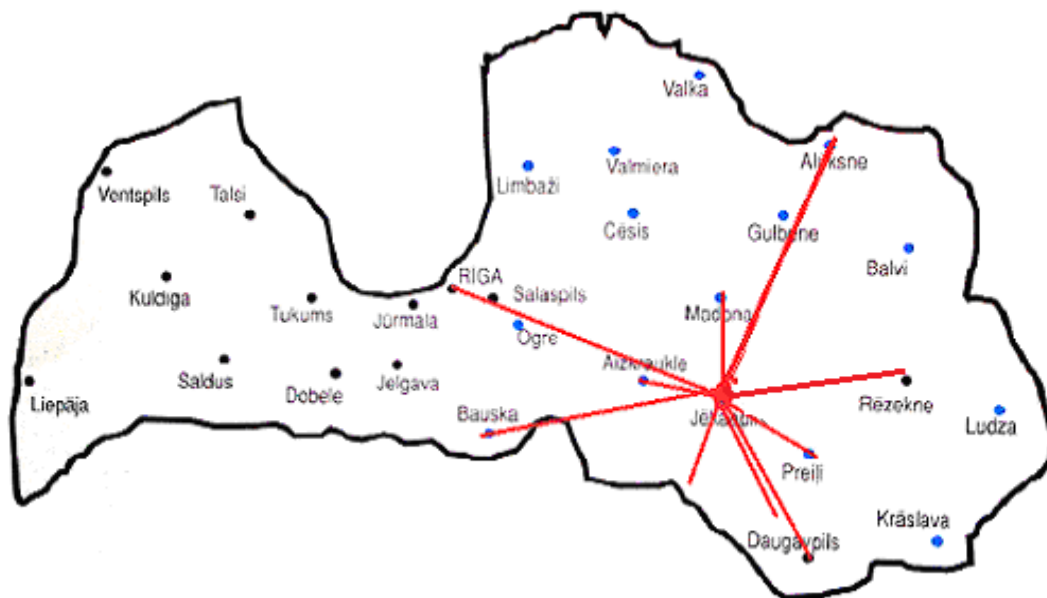 Valka
Alūksne
Valmiera
Limbaži
Ventspils
Talsi
Cēsis
Gulbene
Balvi
RIGA
Salaspils
Kuldiga
Tukums
Jūrmala
Madona
Ogre
Aizkraukle
Saldus
Dobele
Jelgava
Rēzekne
Liepāja
Bauska
Ludza
Preiļi
Krāslava
Daugavpils